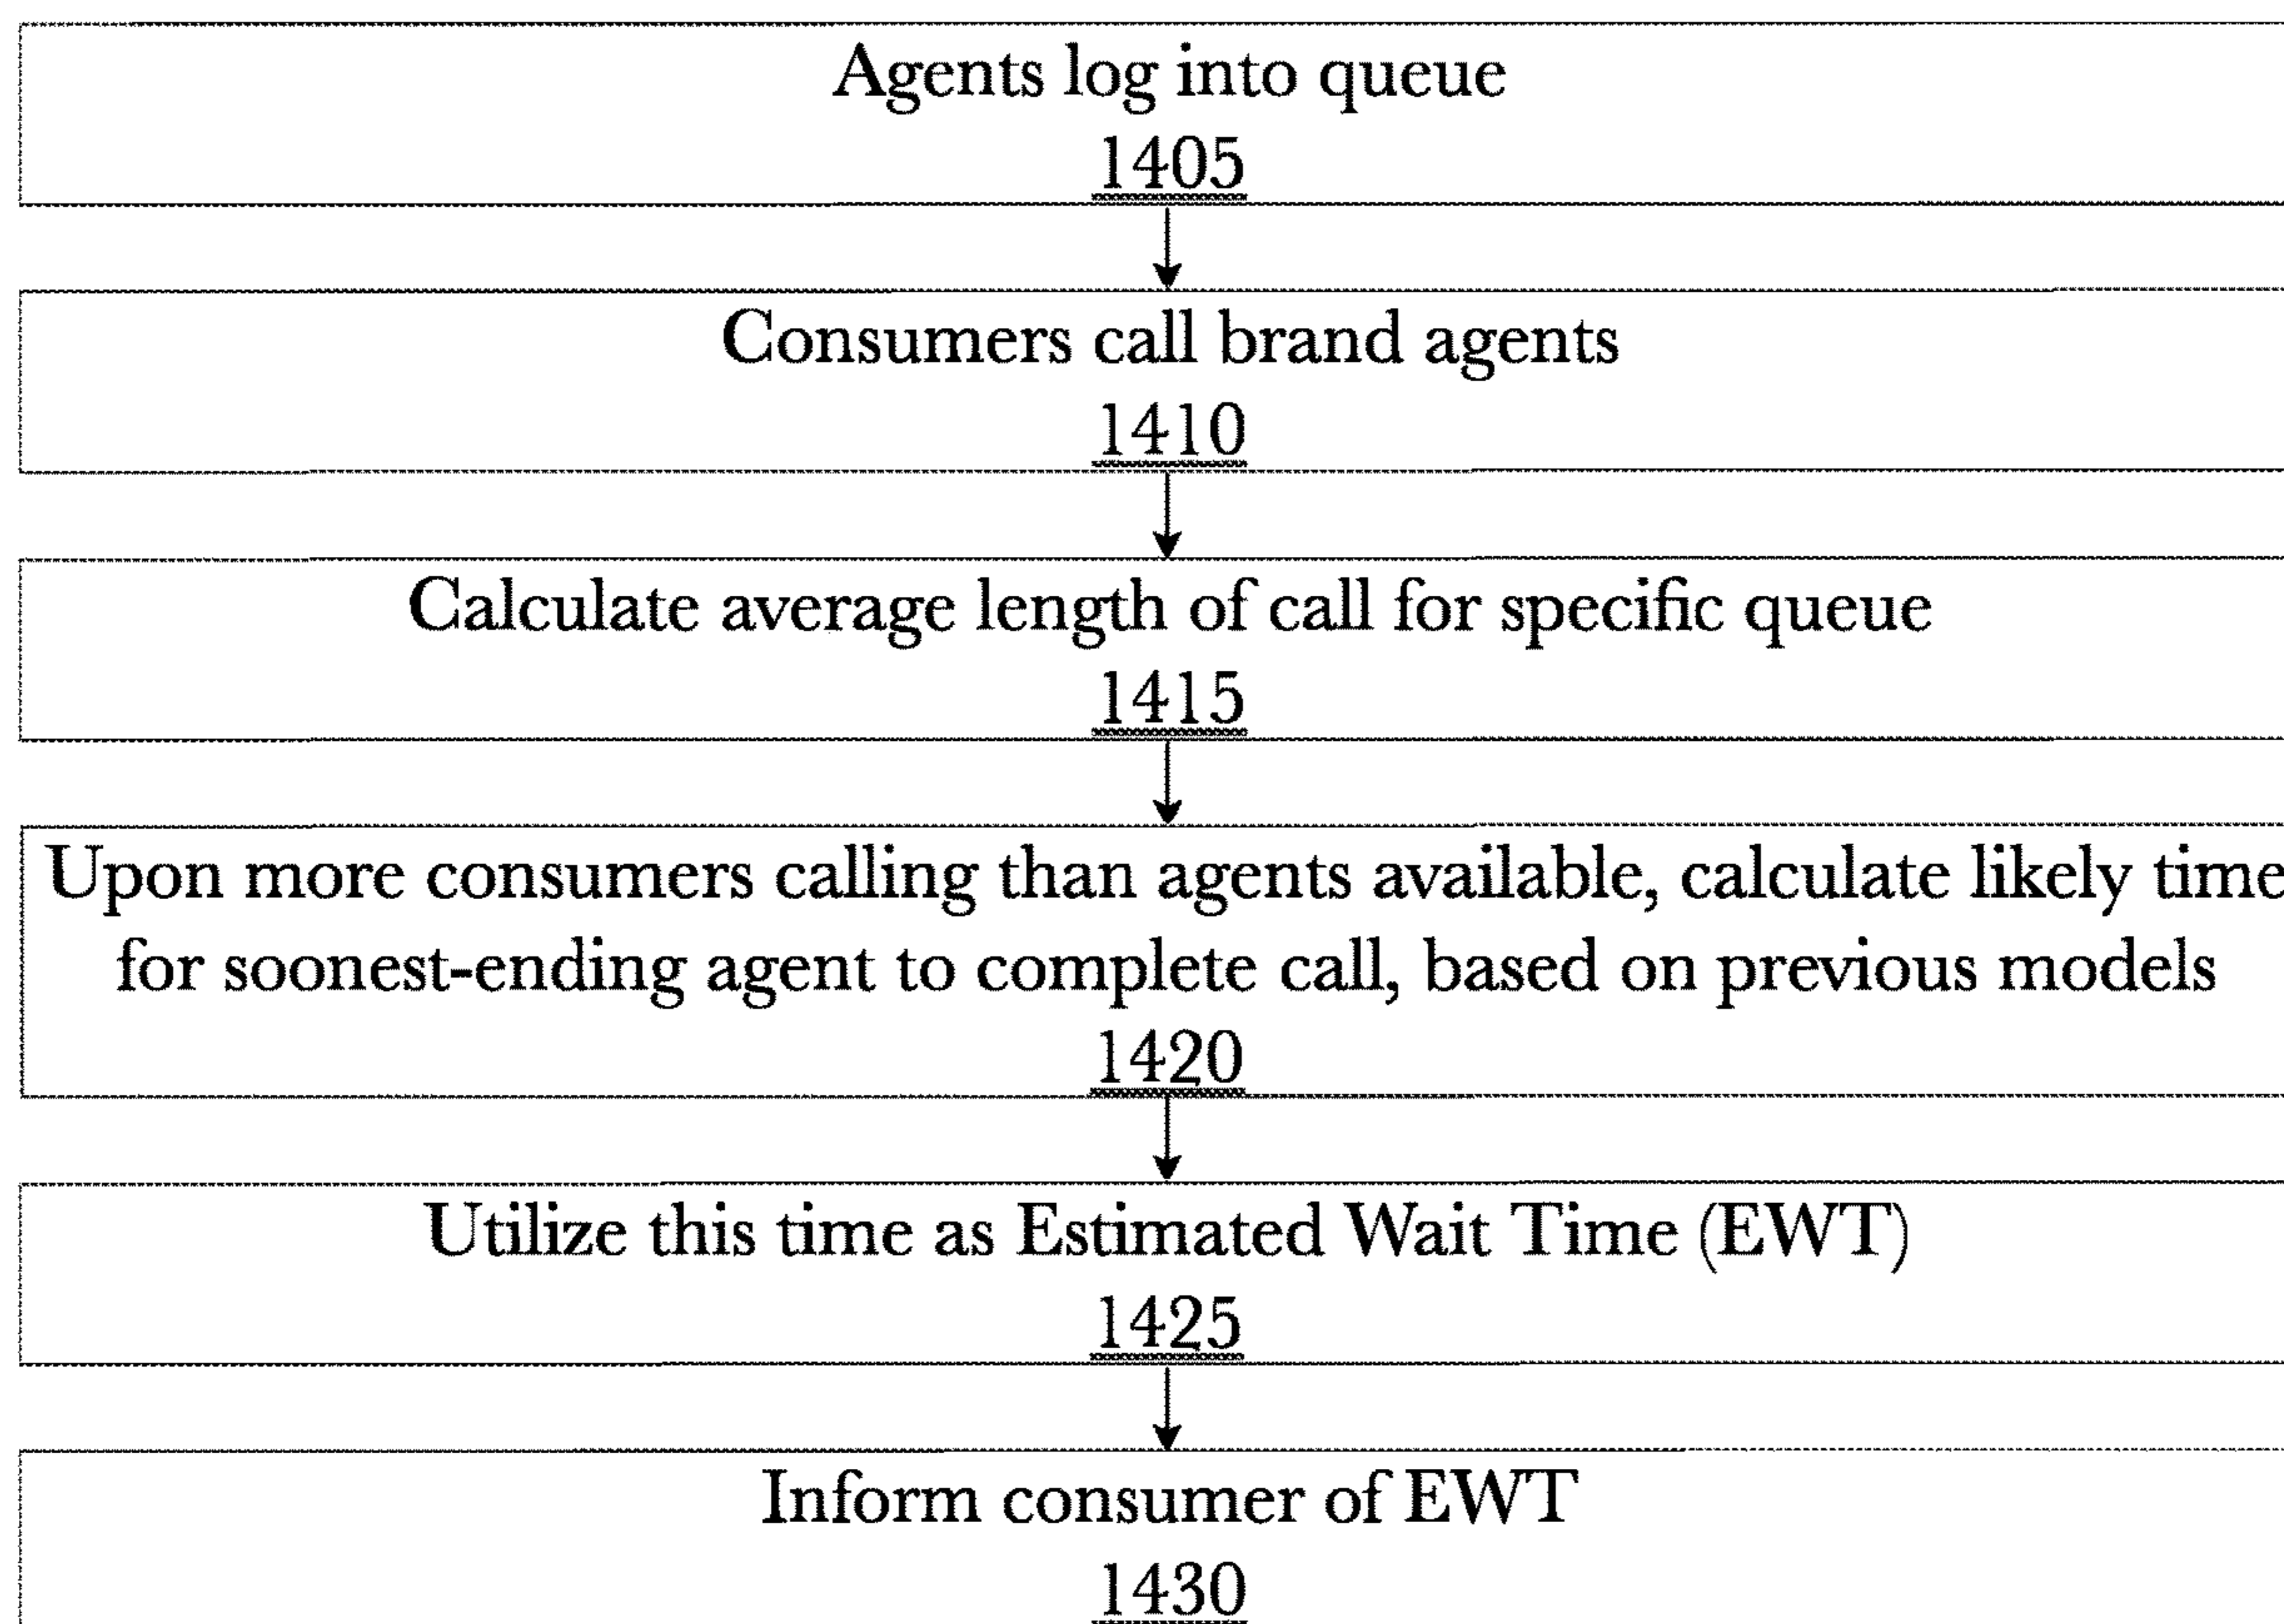 Agents log into queue
1405
Consumers call brand agents
1410
Calculate average length of call for specific queue
1415
Upon more consumers calling than agents available, calculate likely time
for soonest-ending agent to complete call, based on previous models
1420
Utilize this time as Estimated Wait Time (EWT)
1425
Inform consumer of EWT
1430